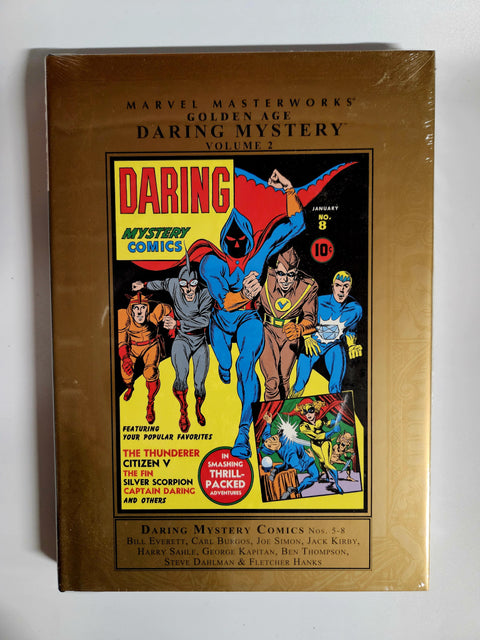 MARVEL MASTERWORKS
GOLDEN AGE
DARING MYSTERY™
VOLUME 2
DARING
MYSTERY
COMICS
JANUARY
NO.
8
10¢
FEATURING
YOUR POPULAR FAVORITES
THE THUNDERER
CITIZEN V
THE FIN
SILVER SCORPION
CAPTAIN DARING
AND OTHERS
IN
SMASHING
THRILL-
PACKED
ADVENTURES
DARING MYSTERY COMICS NOS. 5-8
BILL EVERETT, CARL BURGOS, JOE SIMON, JACK KIRBY,
HARRY SAHLE, GEORGE KAPITAN, BEN THOMPSON,
STEVE DAHLMAN & FLETCHER HANKS